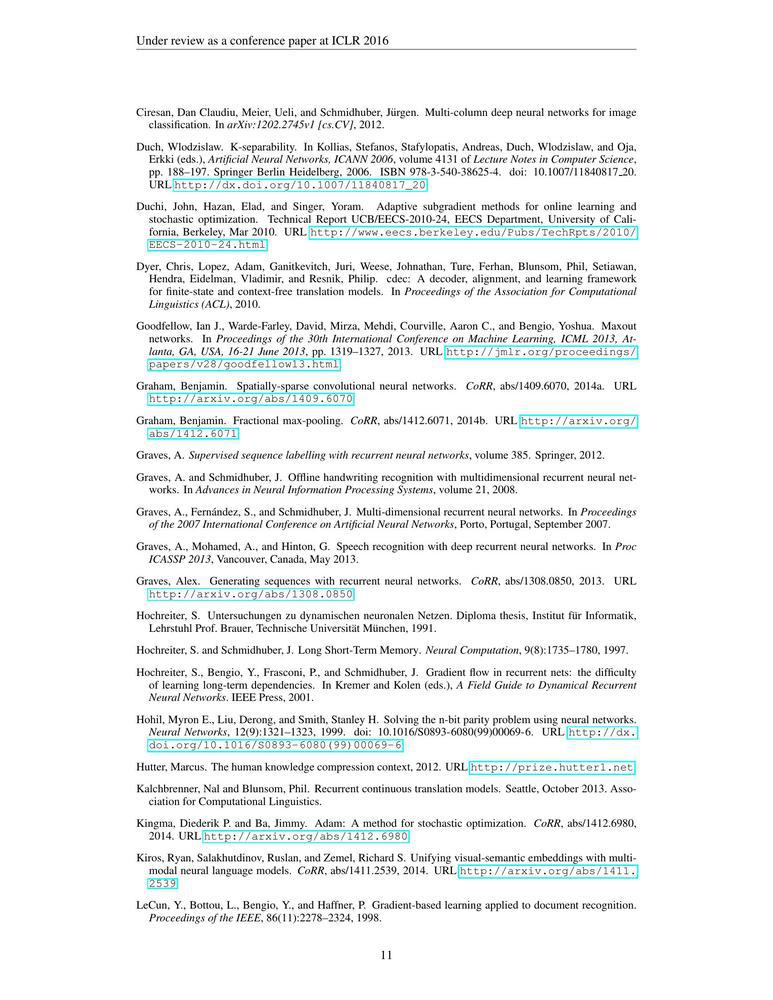 Under review as a conference paper at ICLR 2016
Ciresan, Dan Claudiu, Meier, Ueli, and Schmidhuber, Jürgen. Multi-column deep neural networks for image
classification. In arXiv:1202.2745v1 [cs.CV], 2012.
Duch, Wlodzislaw. K-separability. In Kollias, Stefanos, Stafylopatis, Andreas, Duch, Wlodzislaw, and Oja,
Erkki (eds.), Artificial Neural Networks, ICANN 2006, volume 4131 of Lecture Notes in Computer Science,
pp. 188–197. Springer Berlin Heidelberg, 2006. ISBN 978-3-540-38625-4. doi: 10.1007/11840817_20.
URL http://dx.doi.org/10.1007/11840817_20
Duchi, John, Hazan, Elad, and Singer, Yoram. Adaptive subgradient methods for online learning and
stochastic optimization. Technical Report UCB/EECS-2010-24, EECS Department, University of Cali-
fornia, Berkeley, Mar 2010. URL http://www.eecs.berkeley.edu/Pubs/TechRpts/2010/
EECS-2010-24.html
Dyer, Chris, Lopez, Adam, Ganitkevitch, Juri, Weese, Johnathan, Ture, Ferhan, Blunsom, Phil, Setiawan,
Hendra, Eidelman, Vladimir, and Resnik, Philip. cdec: A decoder, alignment, and learning framework
for finite-state and context-free translation models. In Proceedings of the Association for Computational
Linguistics (ACL), 2010.
Goodfellow, Ian J., Warde-Farley, David, Mirza, Mehdi, Courville, Aaron C., and Bengio, Yoshua. Maxout
networks. In Proceedings of the 30th International Conference on Machine Learning, ICML 2013, At-
lanta, GA, USA, 16-21 June 2013, pp. 1319–1327, 2013. URL http://jmlr.org/proceedings/
papers/v28/goodfellow13.html
Graham, Benjamin. Spatially-sparse convolutional neural networks. CoRR, abs/1409.6070, 2014a. URL
http://arxiv.org/abs/1409.6070
Graham, Benjamin. Fractional max-pooling. CoRR, abs/1412.6071, 2014b. URL http://arxiv.org/
abs/1412.6071
Graves, A. Supervised sequence labelling with recurrent neural networks, volume 385. Springer, 2012.
Graves, A. and Schmidhuber, J. Offline handwriting recognition with multidimensional recurrent neural net-
works. In Advances in Neural Information Processing Systems, volume 21, 2008.
Graves, A., Fernández, S., and Schmidhuber, J. Multi-dimensional recurrent neural networks. In Proceedings
of the 2007 International Conference on Artificial Neural Networks, Porto, Portugal, September 2007.
Graves, A., Mohamed, A., and Hinton, G. Speech recognition with deep recurrent neural networks. In Proc
ICASSP 2013, Vancouver, Canada, May 2013.
Graves, Alex. Generating sequences with recurrent neural networks. CoRR, abs/1308.0850, 2013. URL
http://arxiv.org/abs/1308.0850
Hochreiter, S. Untersuchungen zu dynamischen neuronalen Netzen. Diploma thesis, Institut für Informatik,
Lehrstuhl Prof. Brauer, Technische Universität München, 1991.
Hochreiter, S. and Schmidhuber, J. Long Short-Term Memory. Neural Computation, 9(8):1735–1780, 1997.
Hochreiter, S., Bengio, Y., Frasconi, P., and Schmidhuber, J. Gradient flow in recurrent nets: the difficulty
of learning long-term dependencies. In Kremer and Kolen (eds.), A Field Guide to Dynamical Recurrent
Neural Networks. IEEE Press, 2001.
Hohil, Myron E., Liu, Derong, and Smith, Stanley H. Solving the n-bit parity problem using neural networks.
Neural Networks, 12(9):1321–1323, 1999. doi: 10.1016/S0893-6080(99)00069-6. URL http://dx.
doi.org/10.1016/S0893-6080(99)00069-6
Hutter, Marcus. The human knowledge compression context, 2012. URL http://prize.hutter1.net
Kalchbrenner, Nal and Blunsom, Phil. Recurrent continuous translation models. Seattle, October 2013. Asso-
ciation for Computational Linguistics.
Kingma, Diederik P. and Ba, Jimmy. Adam: A method for stochastic optimization. CoRR, abs/1412.6980,
2014. URL http://arxiv.org/abs/1412.6980
Kiros, Ryan, Salakhutdinov, Ruslan, and Zemel, Richard S. Unifying visual-semantic embeddings with multi-
modal neural language models. CoRR, abs/1411.2539, 2014. URL http://arxiv.org/abs/1411.
2539
LeCun, Y., Bottou, L., Bengio, Y., and Haffner, P. Gradient-based learning applied to document recognition.
Proceedings of the IEEE, 86(11):2278–2324, 1998.
11